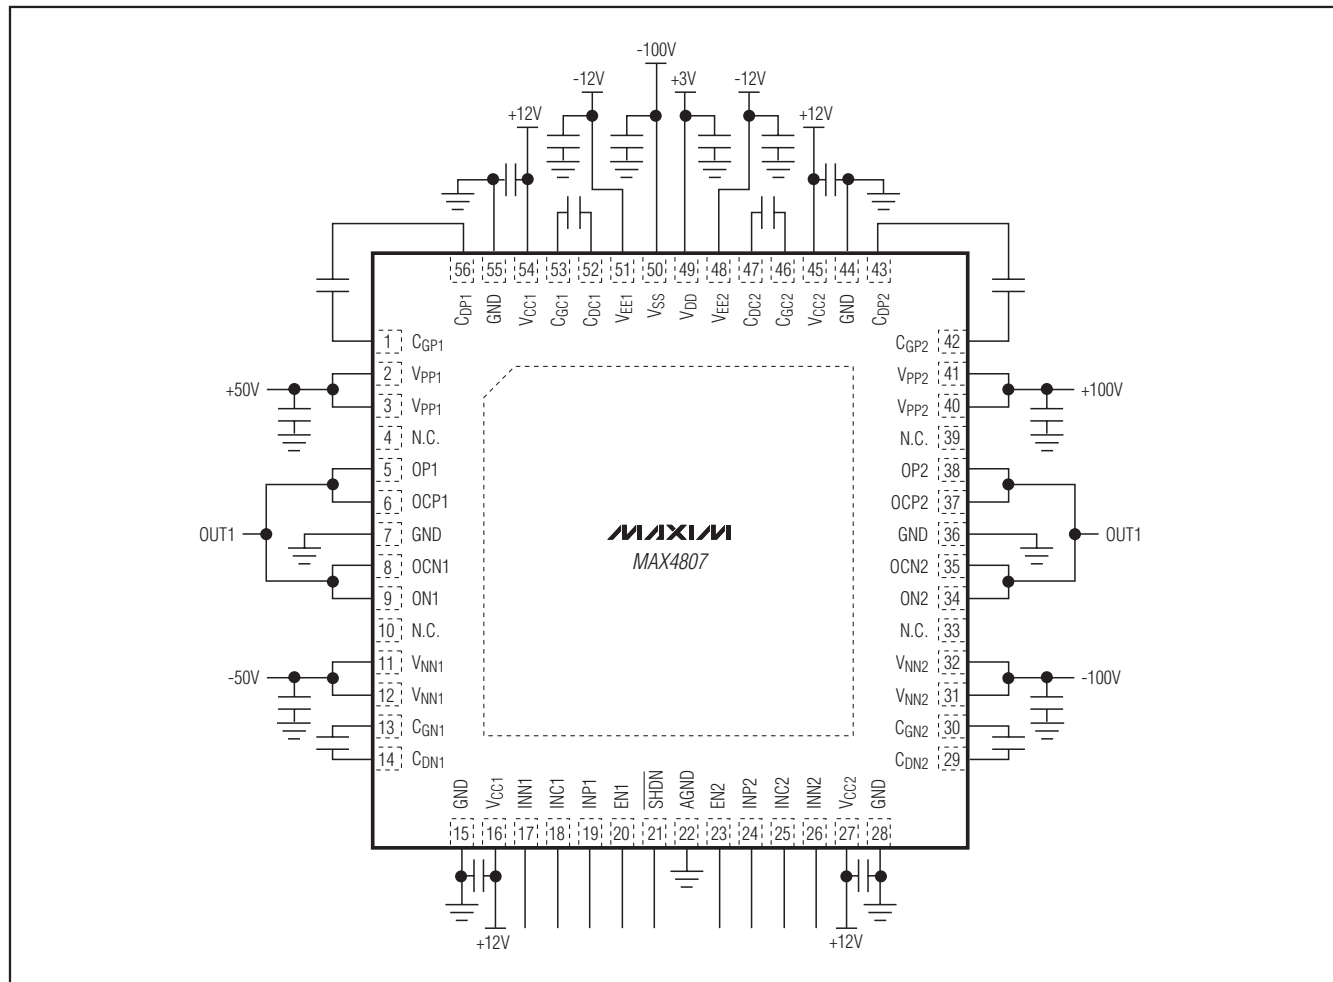 -100V
-12V +3V -12V
+12V +12V
56 55 54 53 52 51 50 49 48 47 46 45 44 43
CDP1 GND VCC1 CGC1 CDC1 VEE1 VSS VDD VEE2 CDC2 CGC2 VCC2 GND CDP2
1 CGP1 CGP2 42
2 VPP1 VPP2 41
+50V +100V
3 VPP1 VPP2 40
4 N.C. N.C. 39
5 OP1 OP2 38
6 OCP1 OCP2 37
OUT1 7 GND MAXIM GND 36 OUT1
MAX4807
8 OCN1 OCN2 35
9 ON1 ON2 34
10 N.C. N.C. 33
11 VNN1 VNN2 32
-50V -100V
12 VNN1 VNN2 31
13 CGN1 CGN2 30
14 CDN1 CDN2 29
GND VCC1 INN1 INC1 INP1 EN1 SHDN AGND EN2 INP2 INC2 INN2 VCC2 GND
15 16 17 18 19 20 21 22 23 24 25 26 27 28
+12V +12V